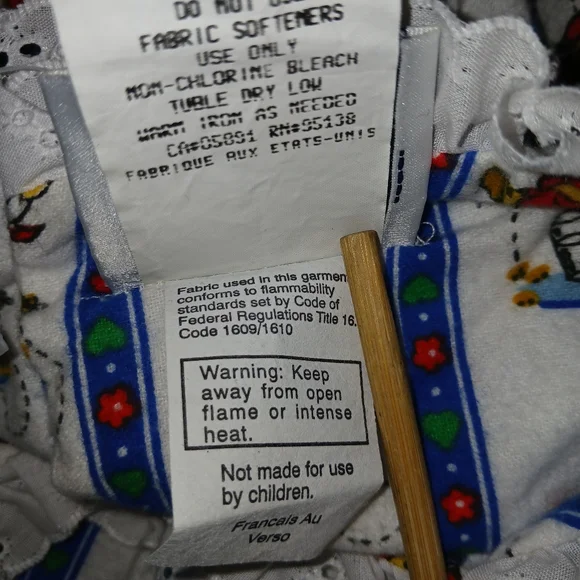 DO NOT USE
FABRIC SOFTENERS
USE ONLY
NON-CHLORINE BLEACH
TUBLE DRY LOW
WARM IRON AS NEEDED
CA#05891 RN#95138
FABRIQUE AUX ETATS-UNIS
Fabric used in this garment
conforms to flammability
standards set by Code of
Federal Regulations Title 16.
Code 1609/1610
Warning: Keep
away from open
flame or intense
heat.
Not made for use
by children.
Francais Au
Verso